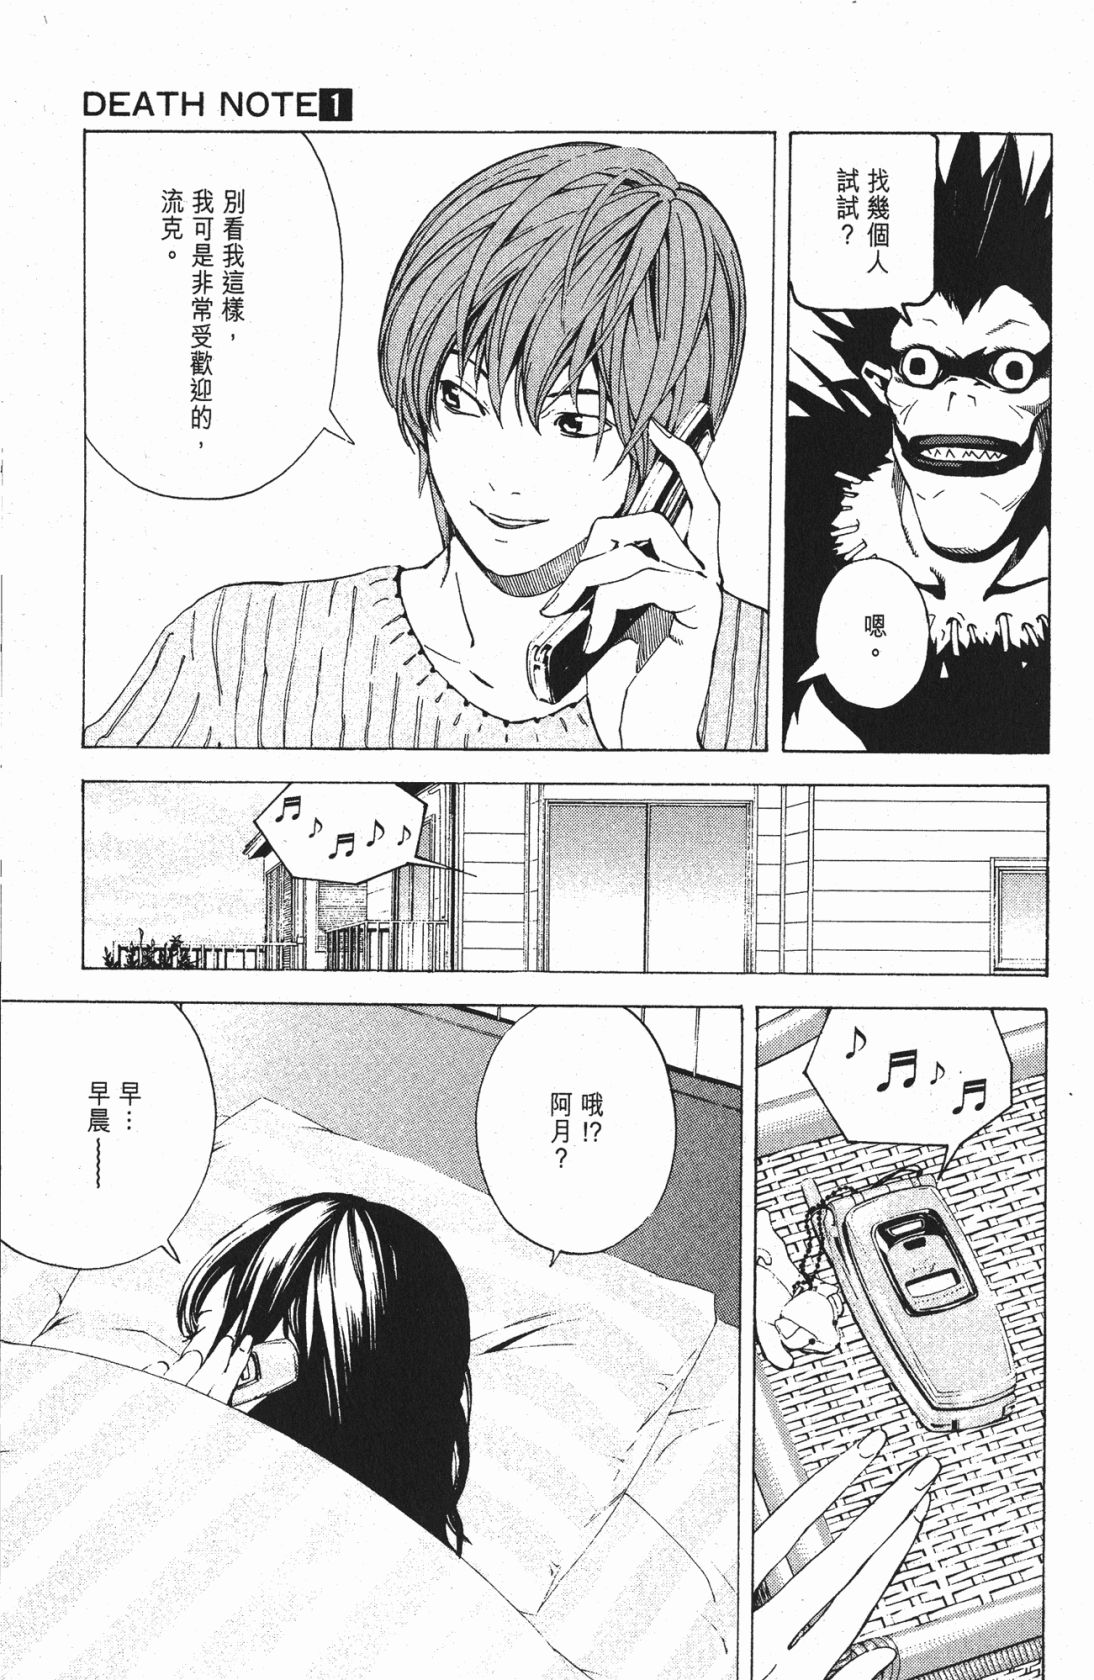 DEATH NOTE 1
找幾個人
試試？
嗯。
別看我這樣，
我可是非常受歡迎的，
流克。
哦!?
阿月？
早…
早晨～